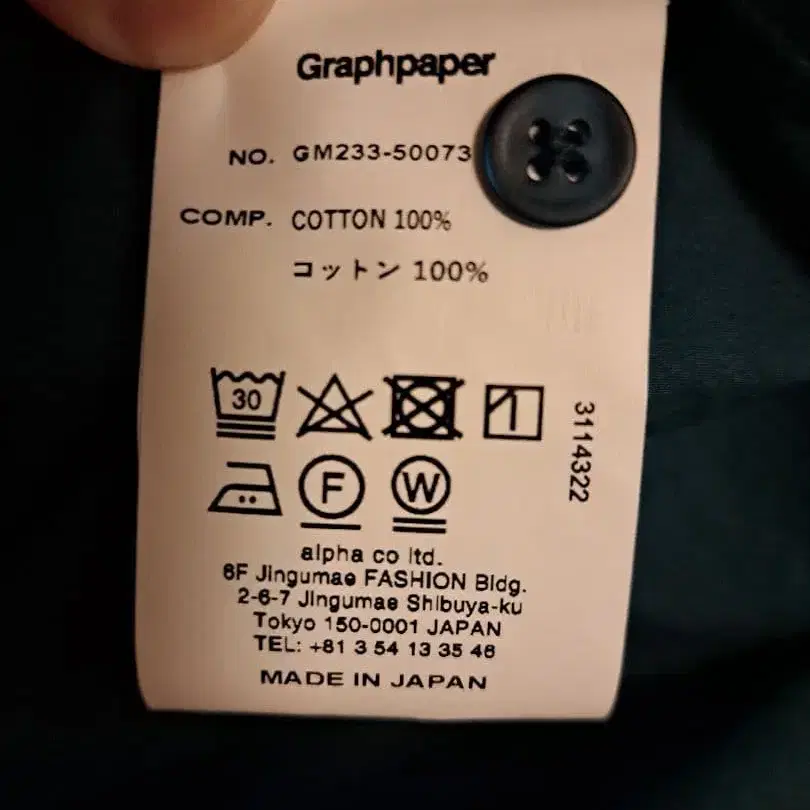 Graphpaper
NO. GM233-50073
COMP. COTTON 100%
コットン 100%
30
3114322
F W
alpha co ltd.
6F Jingumae FASHION Bldg.
2-6-7 Jingumae Shibuya-ku
Tokyo 150-0001 JAPAN
TEL: +81 3 54 13 35 46
MADE IN JAPAN